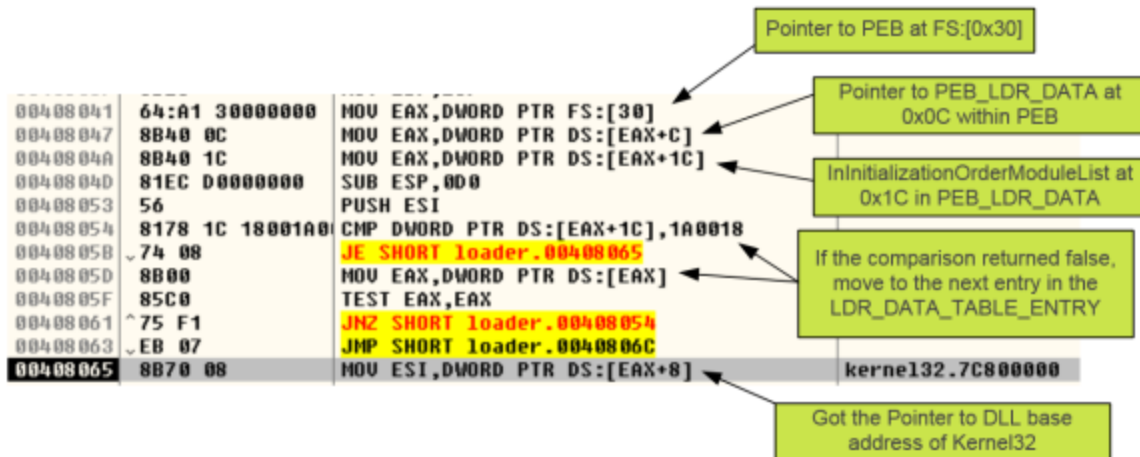 Pointer to PEB at FS:[0x30]
00408041 64:A1 30000000 MOV EAX,DWORD PTR FS:[30]
Pointer to PEB_LDR_DATA at
0x0C within PEB
00408047 8B40 0C MOV EAX,DWORD PTR DS:[EAX+C]
0040804A 8B40 1C MOV EAX,DWORD PTR DS:[EAX+1C]
InInitializationOrderModuleList at
0x1C in PEB_LDR_DATA
0040804D 81EC D0000000 SUB ESP,0D0
00408053 56 PUSH ESI
00408054 8178 1C 18001A0 CMP DWORD PTR DS:[EAX+1C],1A0018
0040805B 74 08 JE SHORT loader.00408065
If the comparison returned false,
move to the next entry in the
LDR_DATA_TABLE_ENTRY
0040805D 8B00 MOV EAX,DWORD PTR DS:[EAX]
0040805F 85C0 TEST EAX,EAX
00408061 ^75 F1 JNZ SHORT loader.00408054
00408063 EB 07 JMP SHORT loader.0040806C
00408065 8B70 08 MOV ESI,DWORD PTR DS:[EAX+8] kernel32.7C800000
Got the Pointer to DLL base
address of Kernel32